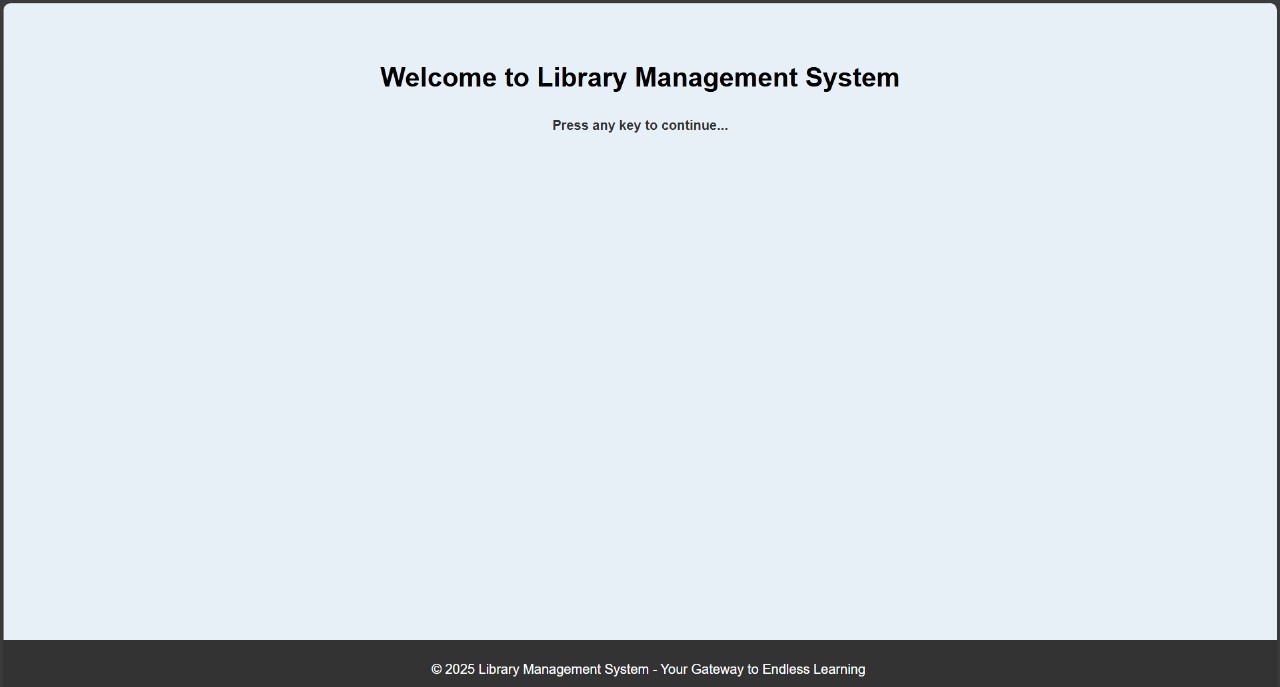 Welcome to Library Management System
Press any key to continue...
© 2025 Library Management System - Your Gateway to Endless Learning